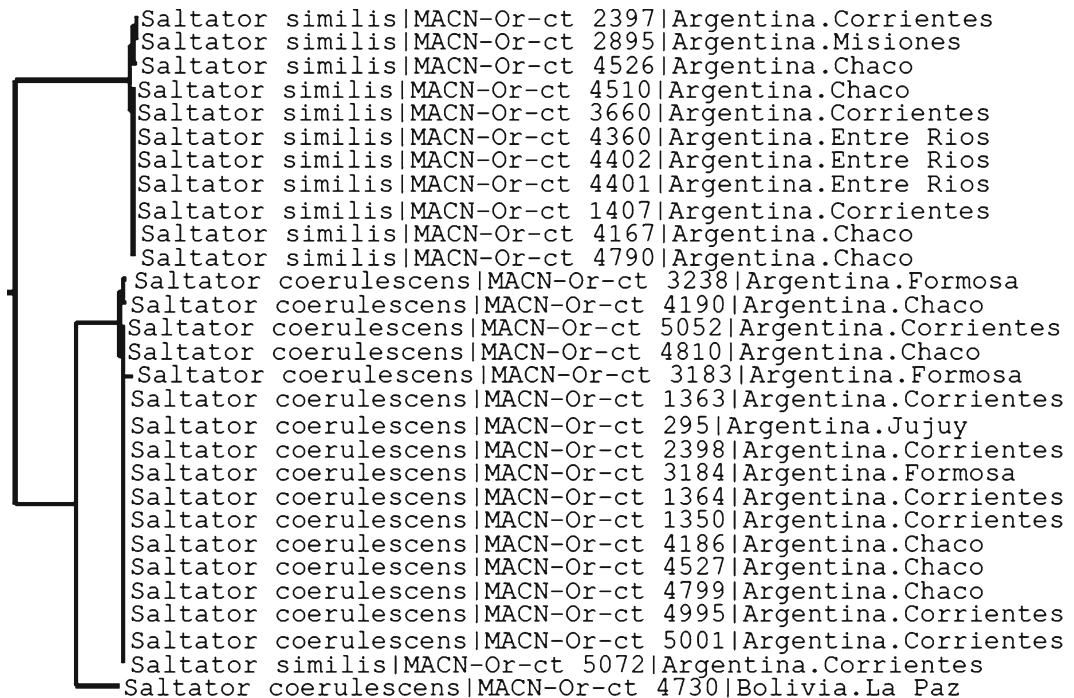 Saltator similis|MACN-Or-ct 2397|Argentina.Corrientes
Saltator similis|MACN-Or-ct 2895|Argentina.Misiones
Saltator similis|MACN-Or-ct 4526|Argentina.Chaco
Saltator similis|MACN-Or-ct 4510|Argentina.Chaco
Saltator similis|MACN-Or-ct 3660|Argentina.Corrientes
Saltator similis|MACN-Or-ct 4360|Argentina.Entre Rios
Saltator similis|MACN-Or-ct 4402|Argentina.Entre Rios
Saltator similis|MACN-Or-ct 4401|Argentina.Entre Rios
Saltator similis|MACN-Or-ct 1407|Argentina.Corrientes
Saltator similis|MACN-Or-ct 4167|Argentina.Chaco
Saltator similis|MACN-Or-ct 4790|Argentina.Chaco
Saltator coerulescens|MACN-Or-ct 3238|Argentina.Formosa
Saltator coerulescens|MACN-Or-ct 4190|Argentina.Chaco
Saltator coerulescens|MACN-Or-ct 5052|Argentina.Corrientes
Saltator coerulescens|MACN-Or-ct 4810|Argentina.Chaco
Saltator coerulescens|MACN-Or-ct 3183|Argentina.Formosa
Saltator coerulescens|MACN-Or-ct 1363|Argentina.Corrientes
Saltator coerulescens|MACN-Or-ct 295|Argentina.Jujuy
Saltator coerulescens|MACN-Or-ct 2398|Argentina.Corrientes
Saltator coerulescens|MACN-Or-ct 3184|Argentina.Formosa
Saltator coerulescens|MACN-Or-ct 1364|Argentina.Corrientes
Saltator coerulescens|MACN-Or-ct 1350|Argentina.Corrientes
Saltator coerulescens|MACN-Or-ct 4186|Argentina.Chaco
Saltator coerulescens|MACN-Or-ct 4527|Argentina.Chaco
Saltator coerulescens|MACN-Or-ct 4799|Argentina.Chaco
Saltator coerulescens|MACN-Or-ct 4995|Argentina.Corrientes
Saltator coerulescens|MACN-Or-ct 5001|Argentina.Corrientes
Saltator similis|MACN-Or-ct 5072|Argentina.Corrientes
Saltator coerulescens|MACN-Or-ct 4730|Bolivia.La Paz